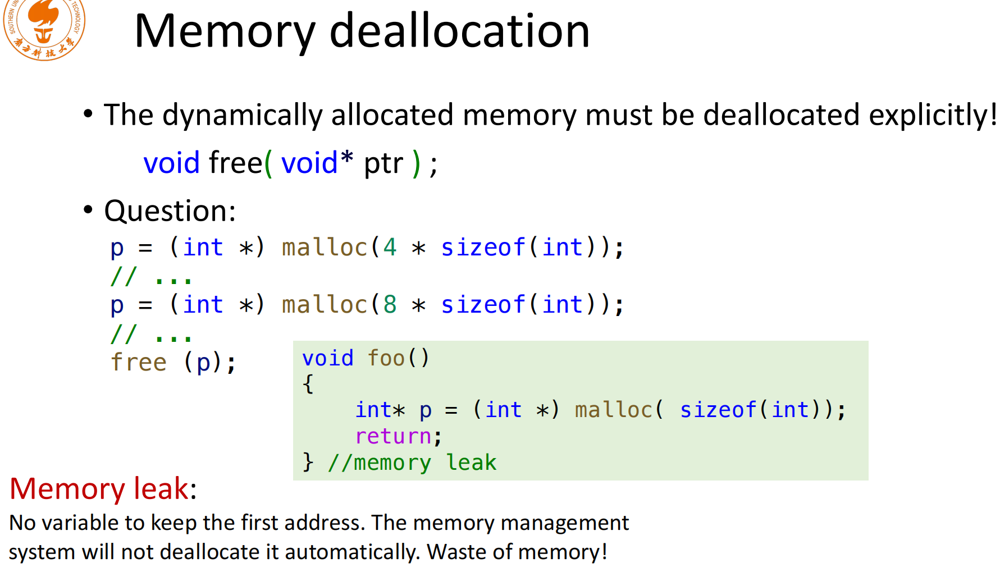 SOUTHERN UN
TECHNOLOGY
南方科技大学
Memory deallocation
• The dynamically allocated memory must be deallocated explicitly!
void free( void* ptr ) ;
• Question:
p = (int *) malloc(4 * sizeof(int));
// ...
p = (int *) malloc(8 * sizeof(int));
// ...
free (p);
void foo()
{
    int* p = (int *) malloc( sizeof(int));
    return;
} //memory leak
Memory leak:
No variable to keep the first address. The memory management
system will not deallocate it automatically. Waste of memory!